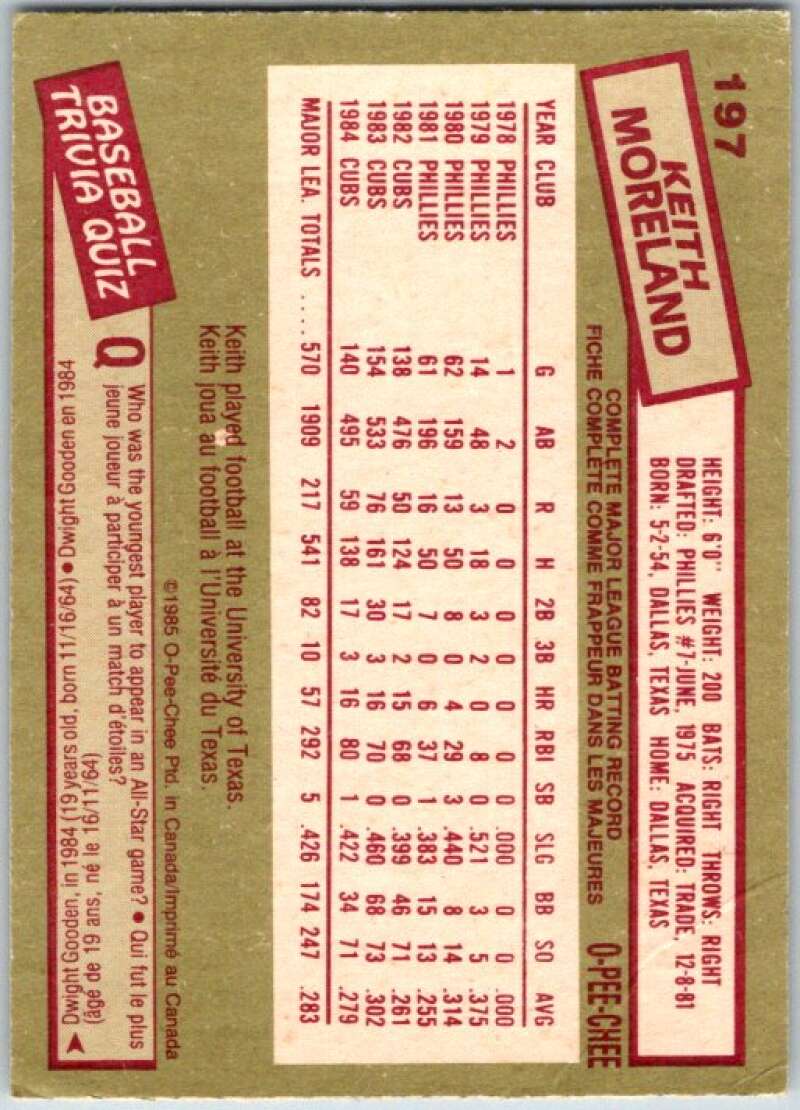 197
KEITH
MORELAND
HEIGHT: 6'0" WEIGHT: 200 BATS: RIGHT THROWS: RIGHT
DRAFTED: PHILLIES #7-JUNE, 1975 ACQUIRED: TRADE, 12-8-81
BORN: 5-2-54, DALLAS, TEXAS HOME: DALLAS, TEXAS
COMPLETE MAJOR LEAGUE BATTING RECORD
FICHE COMPLÈTE COMME FRAPPEUR DANS LES MAJEURES
O-PEE-CHEE
YEAR CLUB G AB R H 2B 3B HR RBI SB SLG BB SO AVG
1978 PHILLIES 1 2 0 0 0 0 0 0 0 .000 0 0 .000
1979 PHILLIES 14 48 3 18 3 2 0 8 0 .521 3 5 .375
1980 PHILLIES 62 159 13 50 8 0 4 29 3 .440 8 14 .314
1981 PHILLIES 61 196 16 50 7 0 6 37 1 .383 15 13 .255
1982 CUBS 138 476 50 124 17 2 15 68 0 .399 46 71 .261
1983 CUBS 154 533 76 161 30 3 16 70 0 .460 68 73 .302
1984 CUBS 140 495 59 138 17 3 16 80 1 .422 34 71 .279
MAJOR LEA. TOTALS ..... 570 1909 217 541 82 10 57 292 5 .426 174 247 .283
Keith played football at the University of Texas.
Keith joua au football à l'Université du Texas.
©1985 O-Pee-Chee Ptd. in Canada/Imprimé au Canada
BASEBALL
TRIVIA QUIZ
Q Who was the youngest player to appear in an All-Star game? ● Qui fut le plus
jeune joueur à participer à un match d'étoiles?
(âgé de 19 ans, né le 16/11/64)
Dwight Gooden, in 1984 (19 years old, born 11/16/64) ● Dwight Gooden en 1984